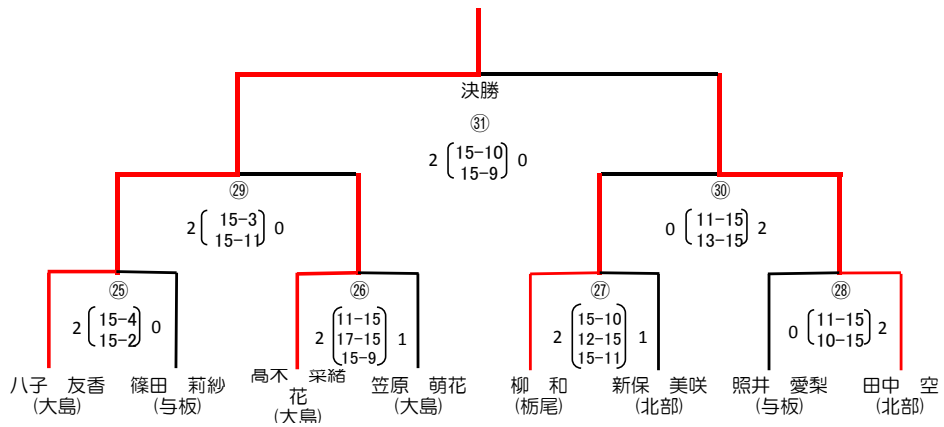 決勝
㉛
2 15-10 0
15-9
㉙
2 15-3 0
15-11
㉚
0 11-15 2
13-15
㉕
2 15-4 0
15-2
㉖
11-15
2 17-15 1
15-9
㉗
15-10
2 12-15 1
15-11
㉘
0 11-15 2
10-15
八子 友香
(大島)
篠田 莉紗
(与板)
髙木 菜緒
花
(大島)
笠原 萌花
(大島)
柳 和
(栃尾)
新保 美咲
(北部)
照井 愛梨
(与板)
田中 空
(北部)